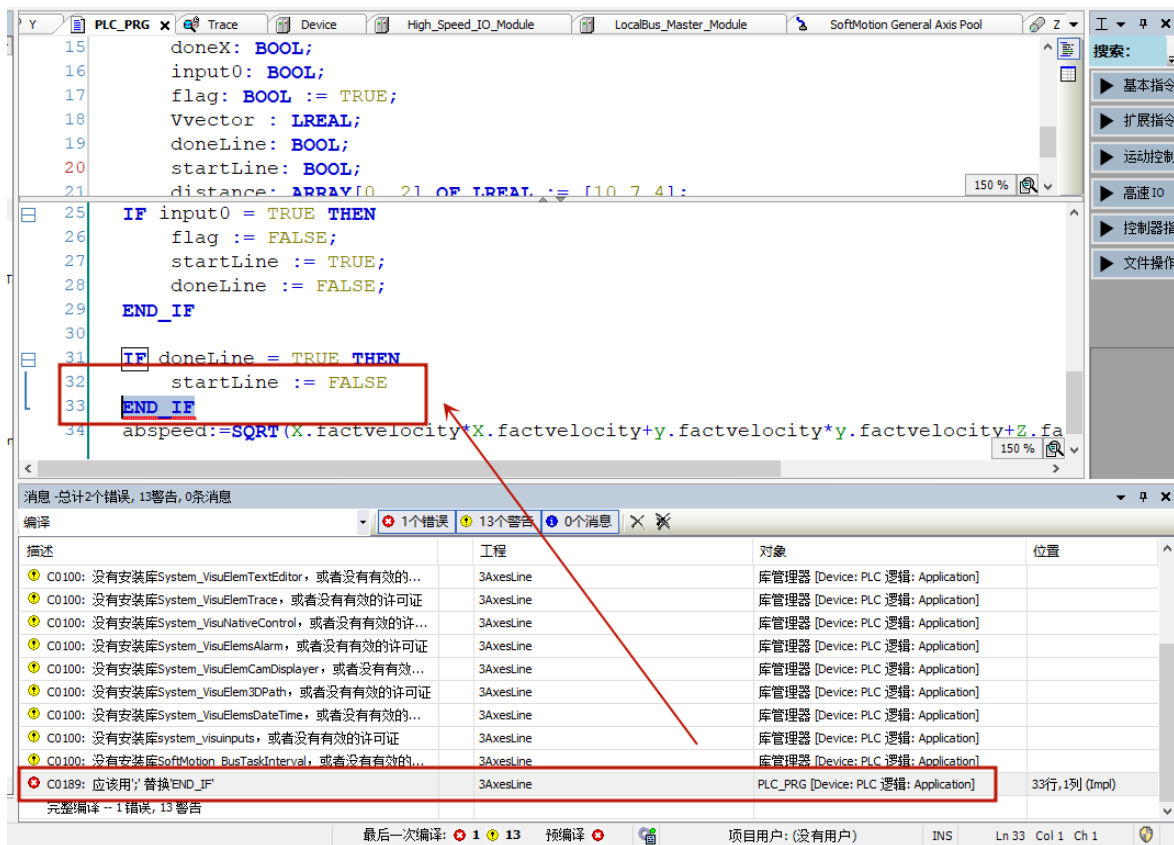 Y PLC_PRG X Trace Device High_Speed_IO_Module LocalBus_Master_Module SoftMotion General Axis Pool Z
15 doneX: BOOL;
16 input0: BOOL;
17 flag: BOOL := TRUE;
18 Vvector : LREAL;
19 doneLine: BOOL;
20 startLine: BOOL;
21 distance: ARRAY[0..2] OF LREAL := [10,7,4];
150 %
25 IF input0 = TRUE THEN
26 flag := FALSE;
27 startLine := TRUE;
28 doneLine := FALSE;
29 END_IF
30
31 IF doneLine = TRUE THEN
32 startLine := FALSE
33 END_IF
34 abspeed:=SQRT(X.factvelocity*X.factvelocity+y.factvelocity*y.factvelocity+Z.fa
150 %
搜索:
基本指令
扩展指令
运动控制
高速IO
控制器指
文件操作
消息 -总计2个错误, 13警告, 0条消息
编译 1个错误 13个警告 0个消息
描述 工程 对象 位置
C0100: 没有安装库System_VisuElemTextEditor，或者没有有效的... 3AxesLine 库管理器 [Device: PLC 逻辑: Application]
C0100: 没有安装库System_VisuElemTrace，或者没有有效的许可证 3AxesLine 库管理器 [Device: PLC 逻辑: Application]
C0100: 没有安装库System_VisuNativeControl，或者没有有效的许... 3AxesLine 库管理器 [Device: PLC 逻辑: Application]
C0100: 没有安装库System_VisuElemsAlarm，或者没有有效的许可证 3AxesLine 库管理器 [Device: PLC 逻辑: Application]
C0100: 没有安装库System_VisuElemCamDisplayer，或者没有有效... 3AxesLine 库管理器 [Device: PLC 逻辑: Application]
C0100: 没有安装库System_VisuElem3DPath，或者没有有效的许可证 3AxesLine 库管理器 [Device: PLC 逻辑: Application]
C0100: 没有安装库System_VisuElemsDateTime，或者没有有效的... 3AxesLine 库管理器 [Device: PLC 逻辑: Application]
C0100: 没有安装库system_visuinputs，或者没有有效的许可证 3AxesLine 库管理器 [Device: PLC 逻辑: Application]
C0100: 没有安装库SoftMotion_BusTaskInterval，或者没有有效的... 3AxesLine 库管理器 [Device: PLC 逻辑: Application]
C0189: 应该用';' 替换'END_IF' 3AxesLine PLC_PRG [Device: PLC 逻辑: Application] 33行,1列 (Impl)
完整编译 -- 1 错误, 13 警告
最后一次编译: 1 13 预编译 项目用户: (没有用户) INS Ln 33 Col 1 Ch 1